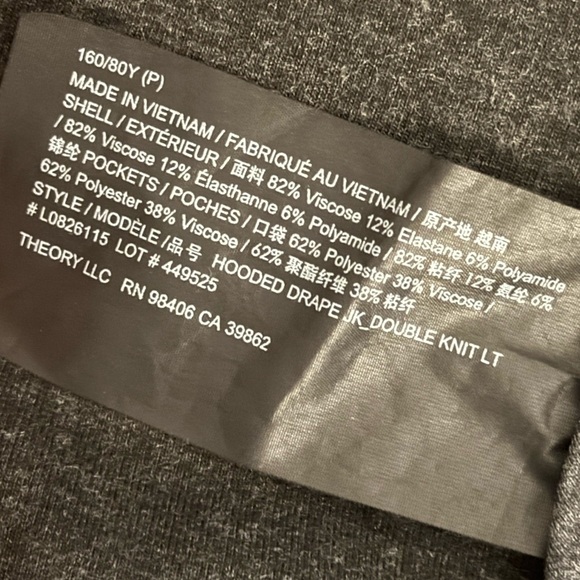 160/80Y (P)
MADE IN VIETNAM / FABRIQUÉ AU VIETNAM / 原产地 越南
SHELL / EXTÉRIEUR / 面料 82% Viscose 12% Elastane 6% Polyamide
/ 82% Viscose 12% Élasthanne 6% Polyamide / 82% 粘纤 12% 氨纶 6%
锦纶 POCKETS / POCHES / 口袋 62% Polyester 38% Viscose /
62% Polyester 38% Viscose / 62% 聚酯纤维 38% 粘纤
STYLE / MODÈLE / 品号 HOODED DRAPE JK_DOUBLE KNIT LT
# L0826115 LOT # 449525
THEORY LLC RN 98406 CA 39862